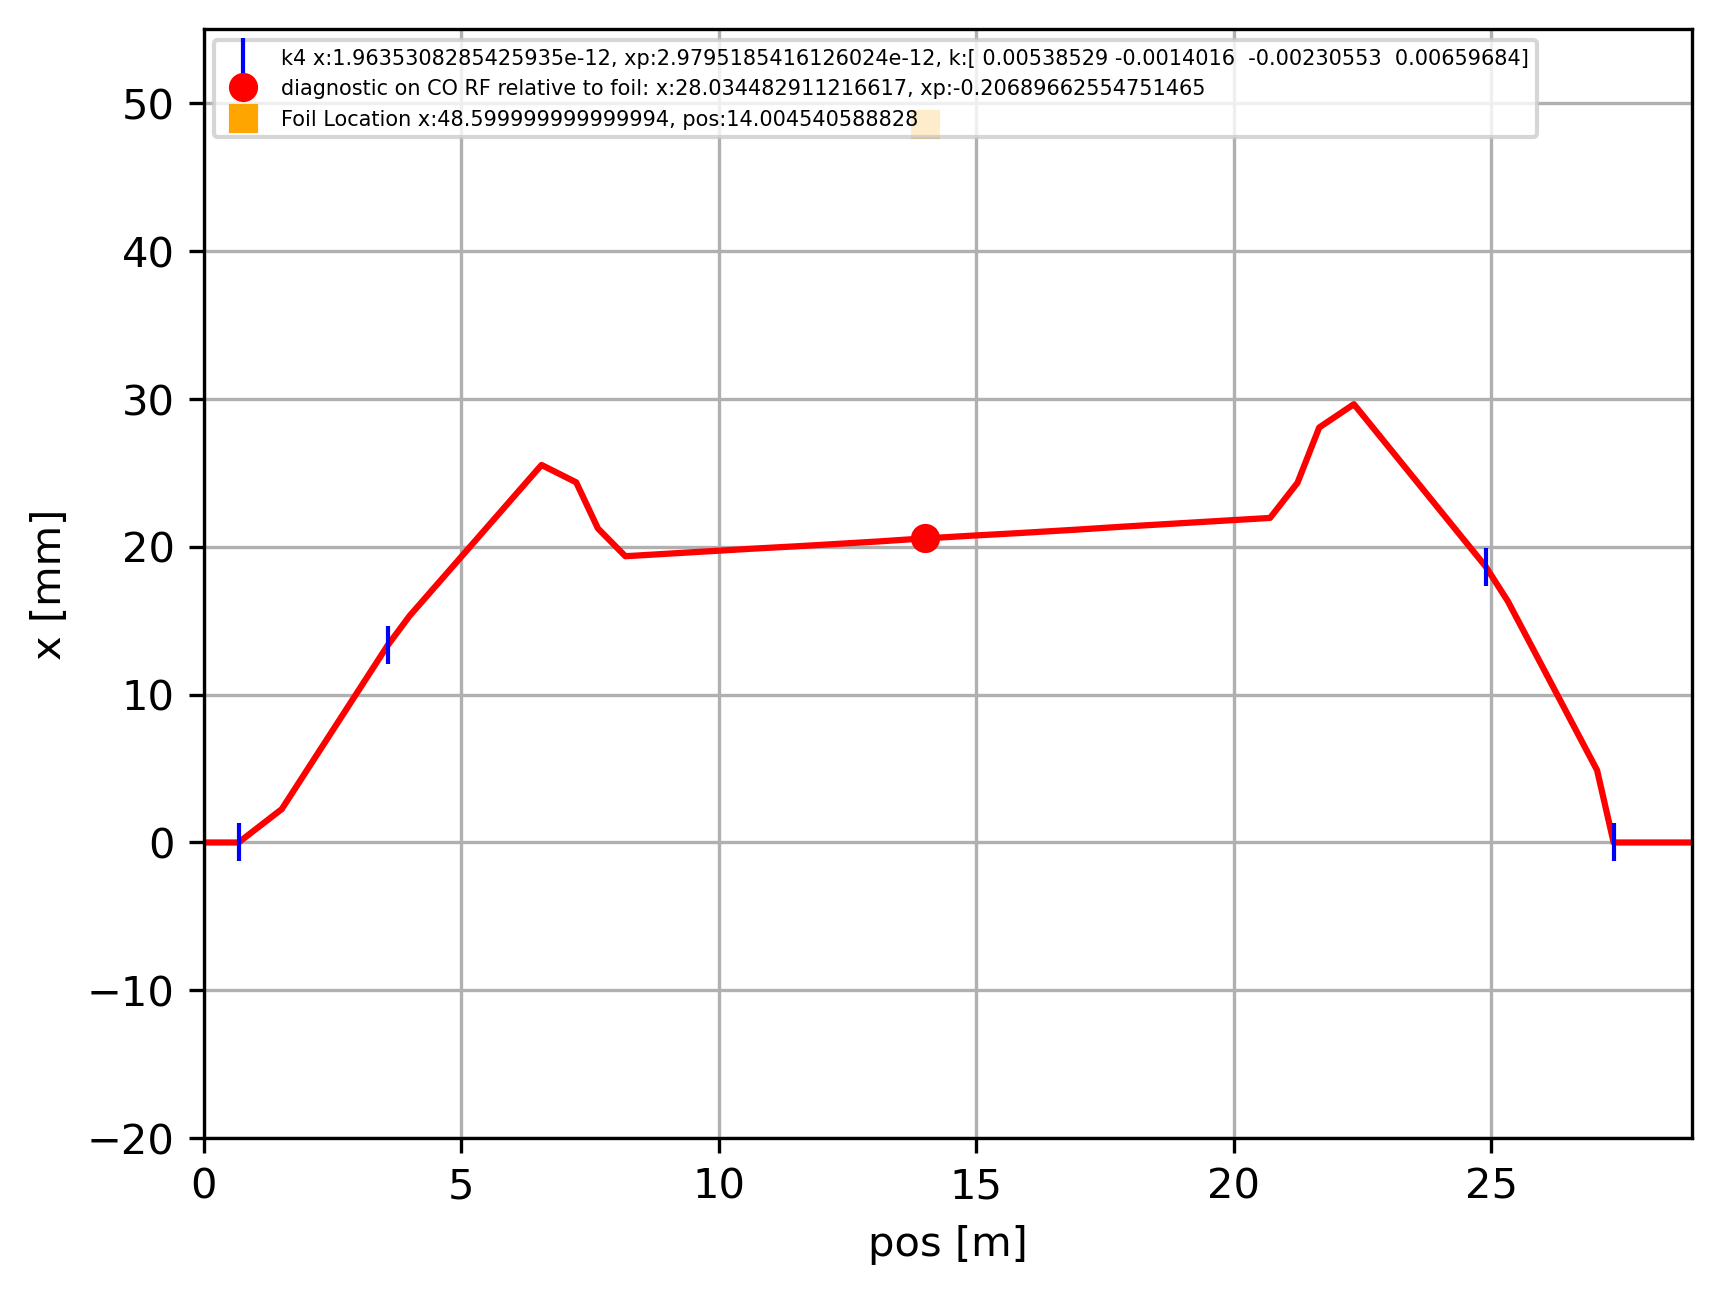 k4 x:1.9635308285425935e-12, xp:2.9795185416126024e-12, k:[ 0.00538529 -0.0014016  -0.00230553  0.00659684]
diagnostic on CO RF relative to foil: x:28.034482911216617, xp:-0.20689662554751465
Foil Location x:48.599999999999994, pos:14.004540588828
50
40
30
20
10
0
−10
−20
x [mm]
0 5 10 15 20 25
pos [m]